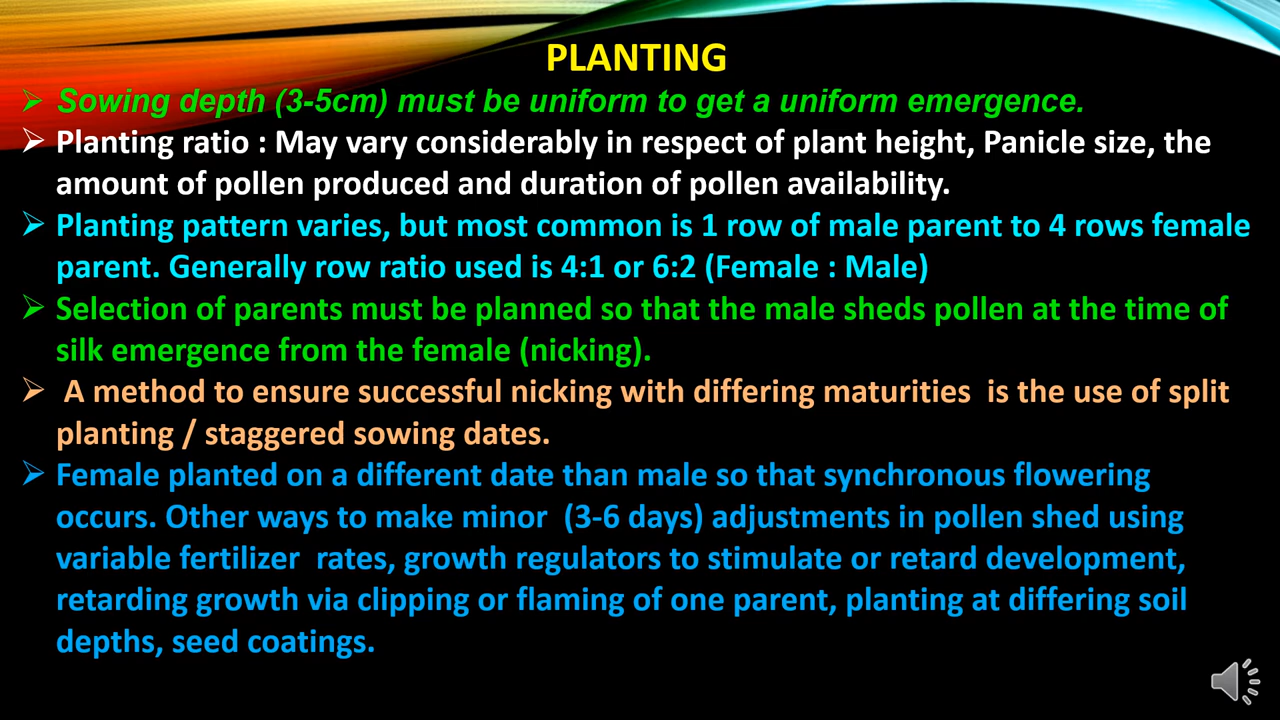 PLANTING
➢ Sowing depth (3-5cm) must be uniform to get a uniform emergence.
➢ Planting ratio : May vary considerably in respect of plant height, Panicle size, the
amount of pollen produced and duration of pollen availability.
➢ Planting pattern varies, but most common is 1 row of male parent to 4 rows female
parent. Generally row ratio used is 4:1 or 6:2 (Female : Male)
➢ Selection of parents must be planned so that the male sheds pollen at the time of
silk emergence from the female (nicking).
➢ A method to ensure successful nicking with differing maturities is the use of split
planting / staggered sowing dates.
➢ Female planted on a different date than male so that synchronous flowering
occurs. Other ways to make minor (3-6 days) adjustments in pollen shed using
variable fertilizer rates, growth regulators to stimulate or retard development,
retarding growth via clipping or flaming of one parent, planting at differing soil
depths, seed coatings.